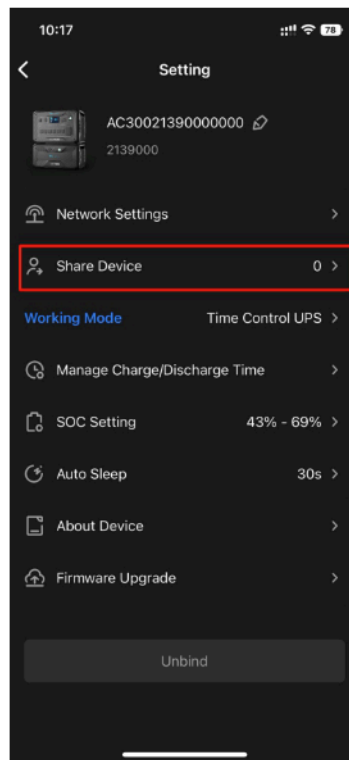 10:17
78
Setting
AC30021390000000
2139000
Network Settings
Share Device 0
Working Mode Time Control UPS
Manage Charge/Discharge Time
SOC Setting 43% - 69%
Auto Sleep 30s
About Device
Firmware Upgrade
Unbind